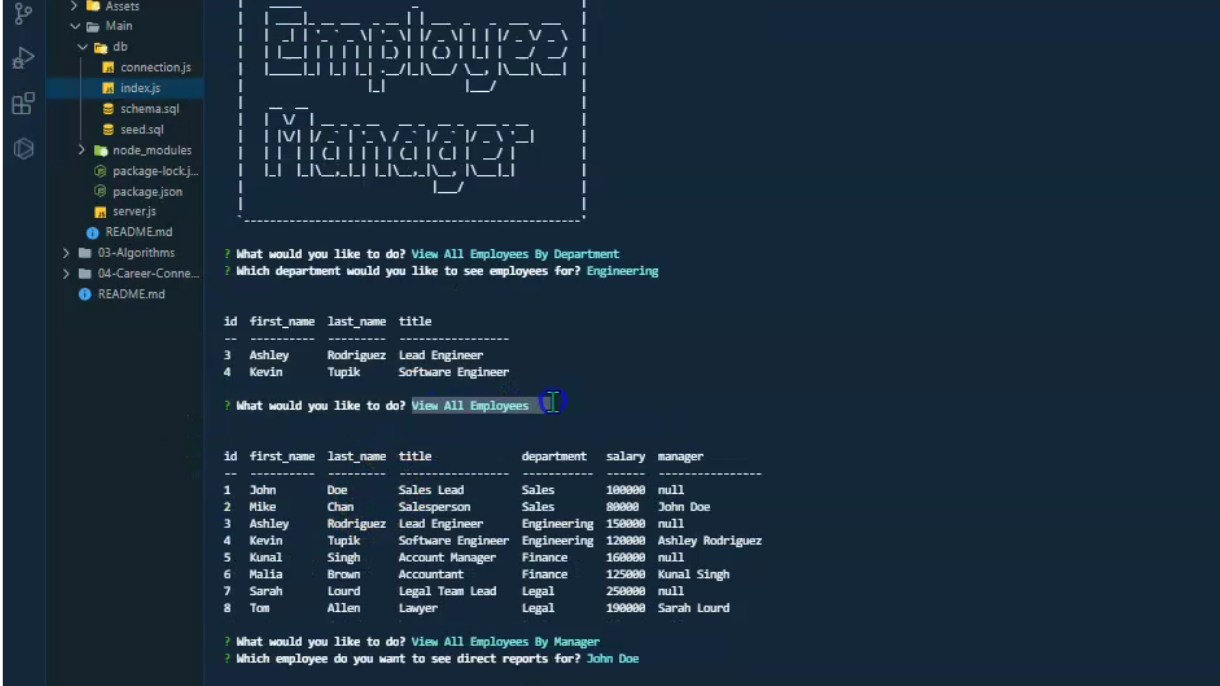 Assets
Main
db
connection.js
index.js
schema.sql
seed.sql
node_modules
package-lock.j...
package.json
server.js
README.md
03-Algorithms
04-Career-Conne...
README.md
Employee
Manager
? What would you like to do? View All Employees By Department
? Which department would you like to see employees for? Engineering
id first_name last_name title
-- ---------- --------- -----------------
3 Ashley Rodriguez Lead Engineer
4 Kevin Tupik Software Engineer
? What would you like to do? View All Employees
id first_name last_name title department salary manager
-- ---------- --------- ----------------- ----------- ------ ----------------
1 John Doe Sales Lead Sales 100000 null
2 Mike Chan Salesperson Sales 80000 John Doe
3 Ashley Rodriguez Lead Engineer Engineering 150000 null
4 Kevin Tupik Software Engineer Engineering 120000 Ashley Rodriguez
5 Kunal Singh Account Manager Finance 160000 null
6 Malia Brown Accountant Finance 125000 Kunal Singh
7 Sarah Lourd Legal Team Lead Legal 250000 null
8 Tom Allen Lawyer Legal 190000 Sarah Lourd
? What would you like to do? View All Employees By Manager
? Which employee do you want to see direct reports for? John Doe